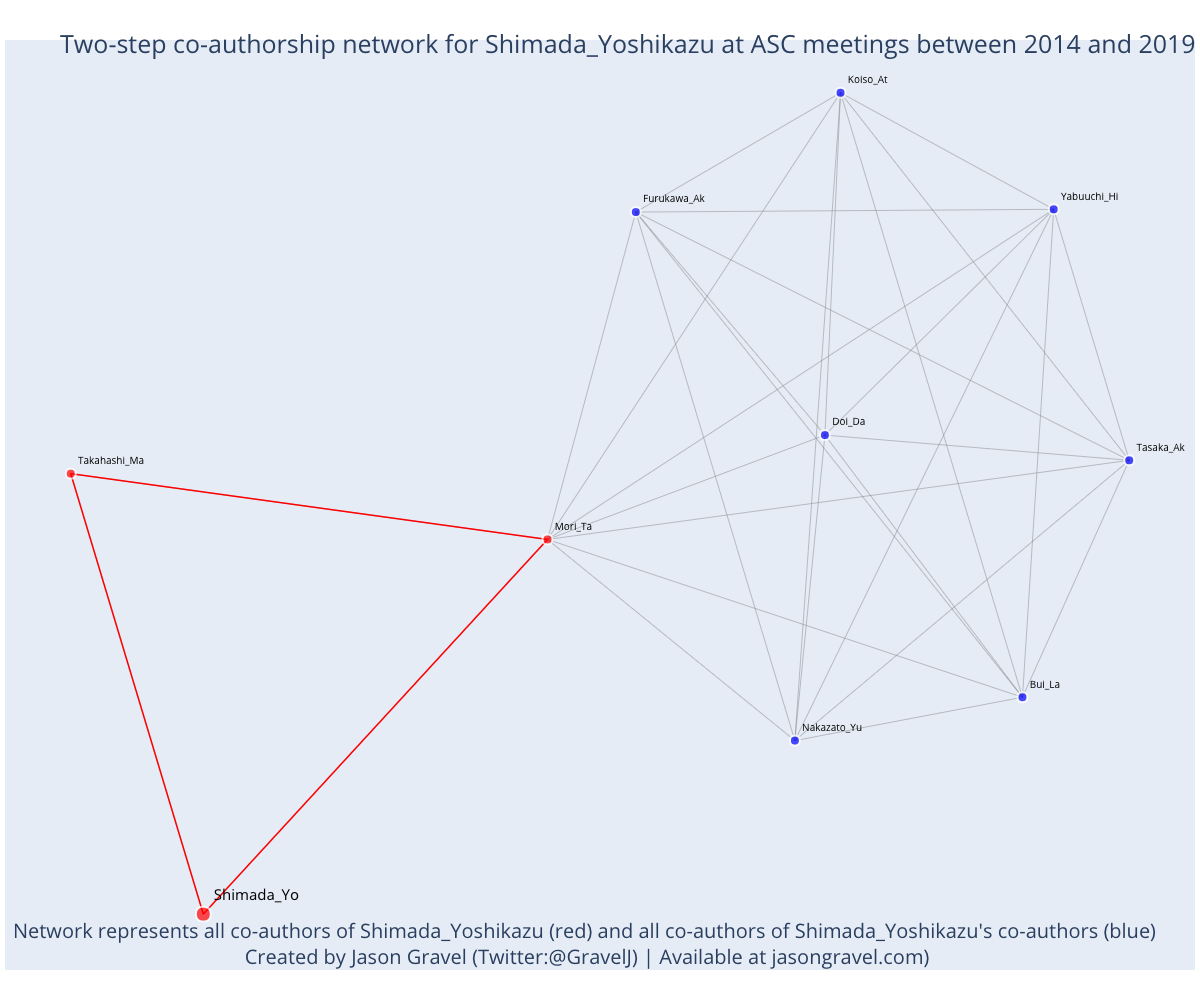 Two-step co-authorship network for Shimada_Yoshikazu at ASC meetings between 2014 and 2019
Koiso_At
Furukawa_Ak
Yabuuchi_Hi
Doi_Da
Tasaka_Ak
Takahashi_Ma
Mori_Ta
Bui_La
Nakazato_Yu
Shimada_Yo
Network represents all co-authors of Shimada_Yoshikazu (red) and all co-authors of Shimada_Yoshikazu's co-authors (blue)
Created by Jason Gravel (Twitter:@GravelJ) | Available at jasongravel.com)